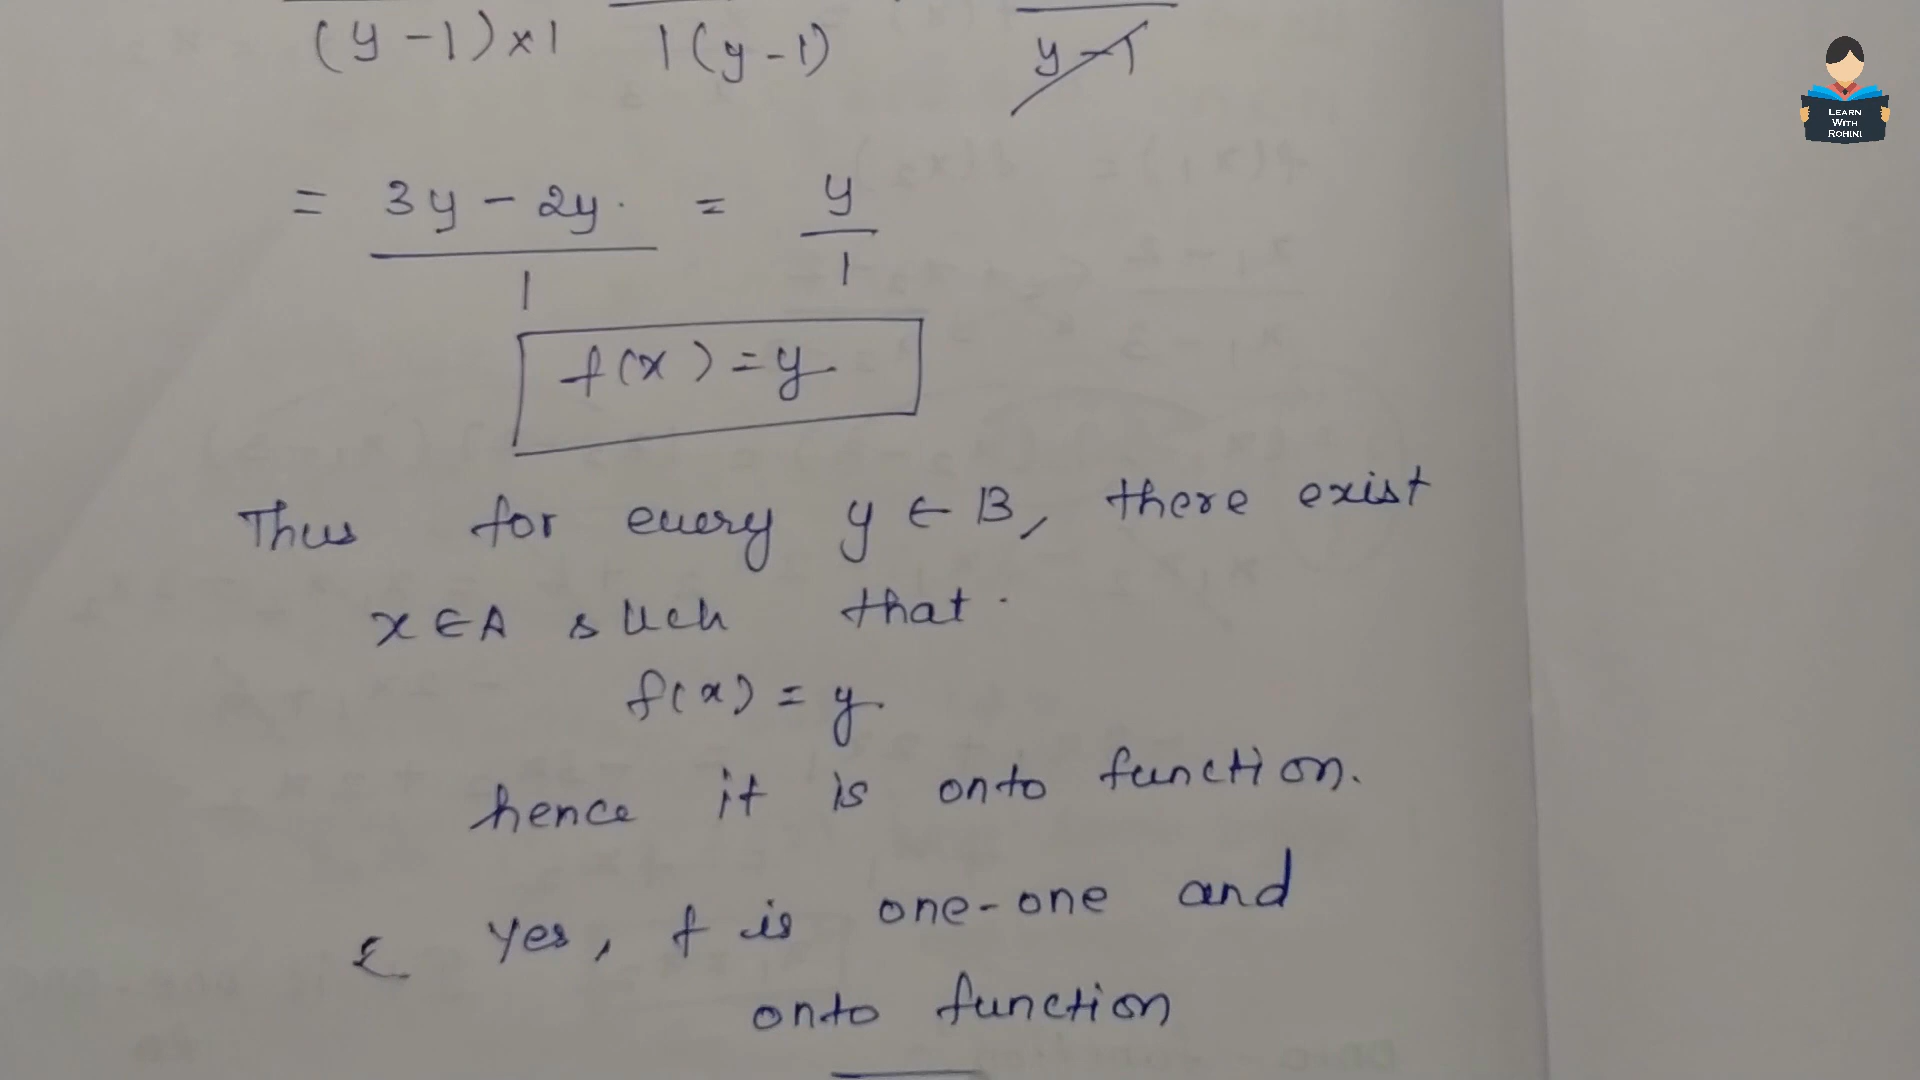 (y-1)×1 1(y-1) y-1
= 3y - 2y. = y
1 1
f(x) = y
Thus for every y ∈ B, there exist
x ∈ A such that.
f(x) = y
hence it is onto function.
Yes, f is one-one and
onto function
LEARN
WITH
ROHINI